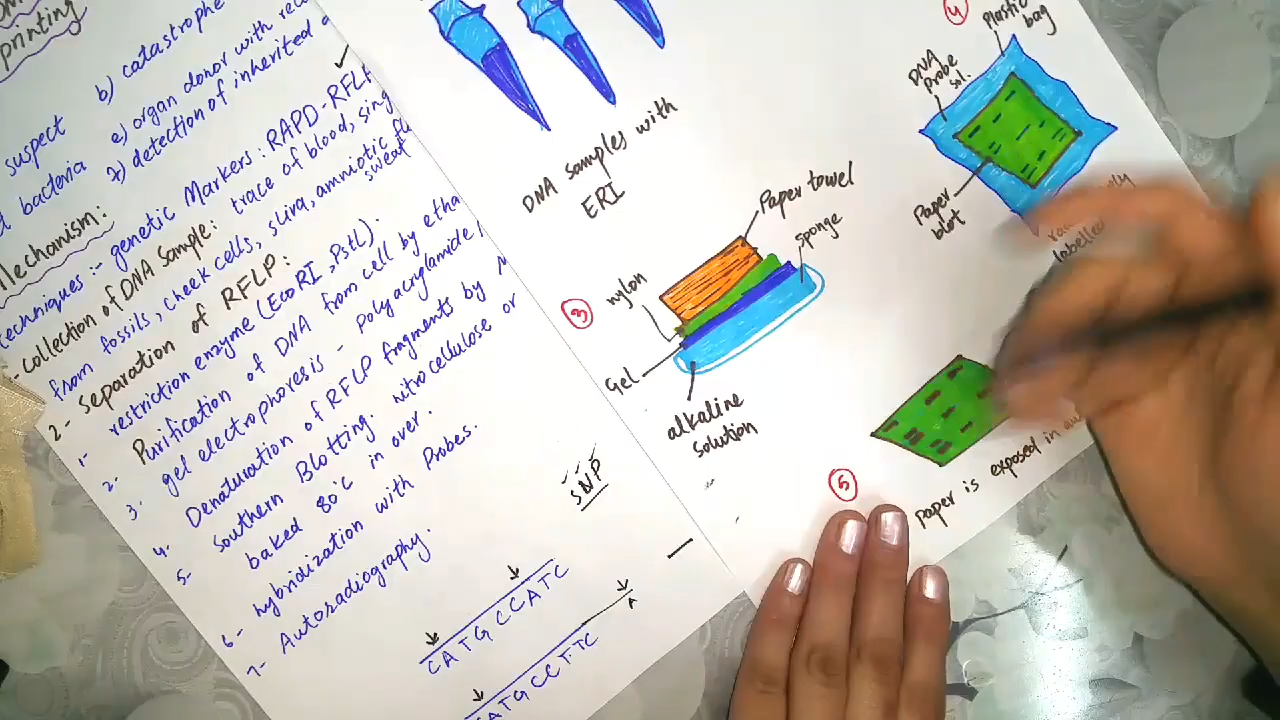 printing
suspect b) catastrophe
bacteria e) organ donor with
7) detection of inherited
Mechanism:
techniques :- genetic Markers : RAPD - RFLP
- collection of DNA Sample: trace of blood,
from fossils, cheek cells, sliva, amniotic
sweat
2- Separation of RFLP:
1- restriction enzyme (EcoRI, PstI).
2. Purification of DNA from cell by
3. gel electrophoresis - polyacrylamide,
4- Denaturation of RFLP fragments by
5. Southern Blotting. nitrocellulose or
baked 80°C in over.
6- hybridization with Probes.
7- Autoradiography.
SNP
CATGCCATC
ATGCCTTC
A
DNA samples with
ERI
3
Paper towel
sponge
nylon
Gel
alkaline
solution
4
Plastic
bag
DNA
probe
sol.
Paper
blot
labelled
5
paper is exposed in